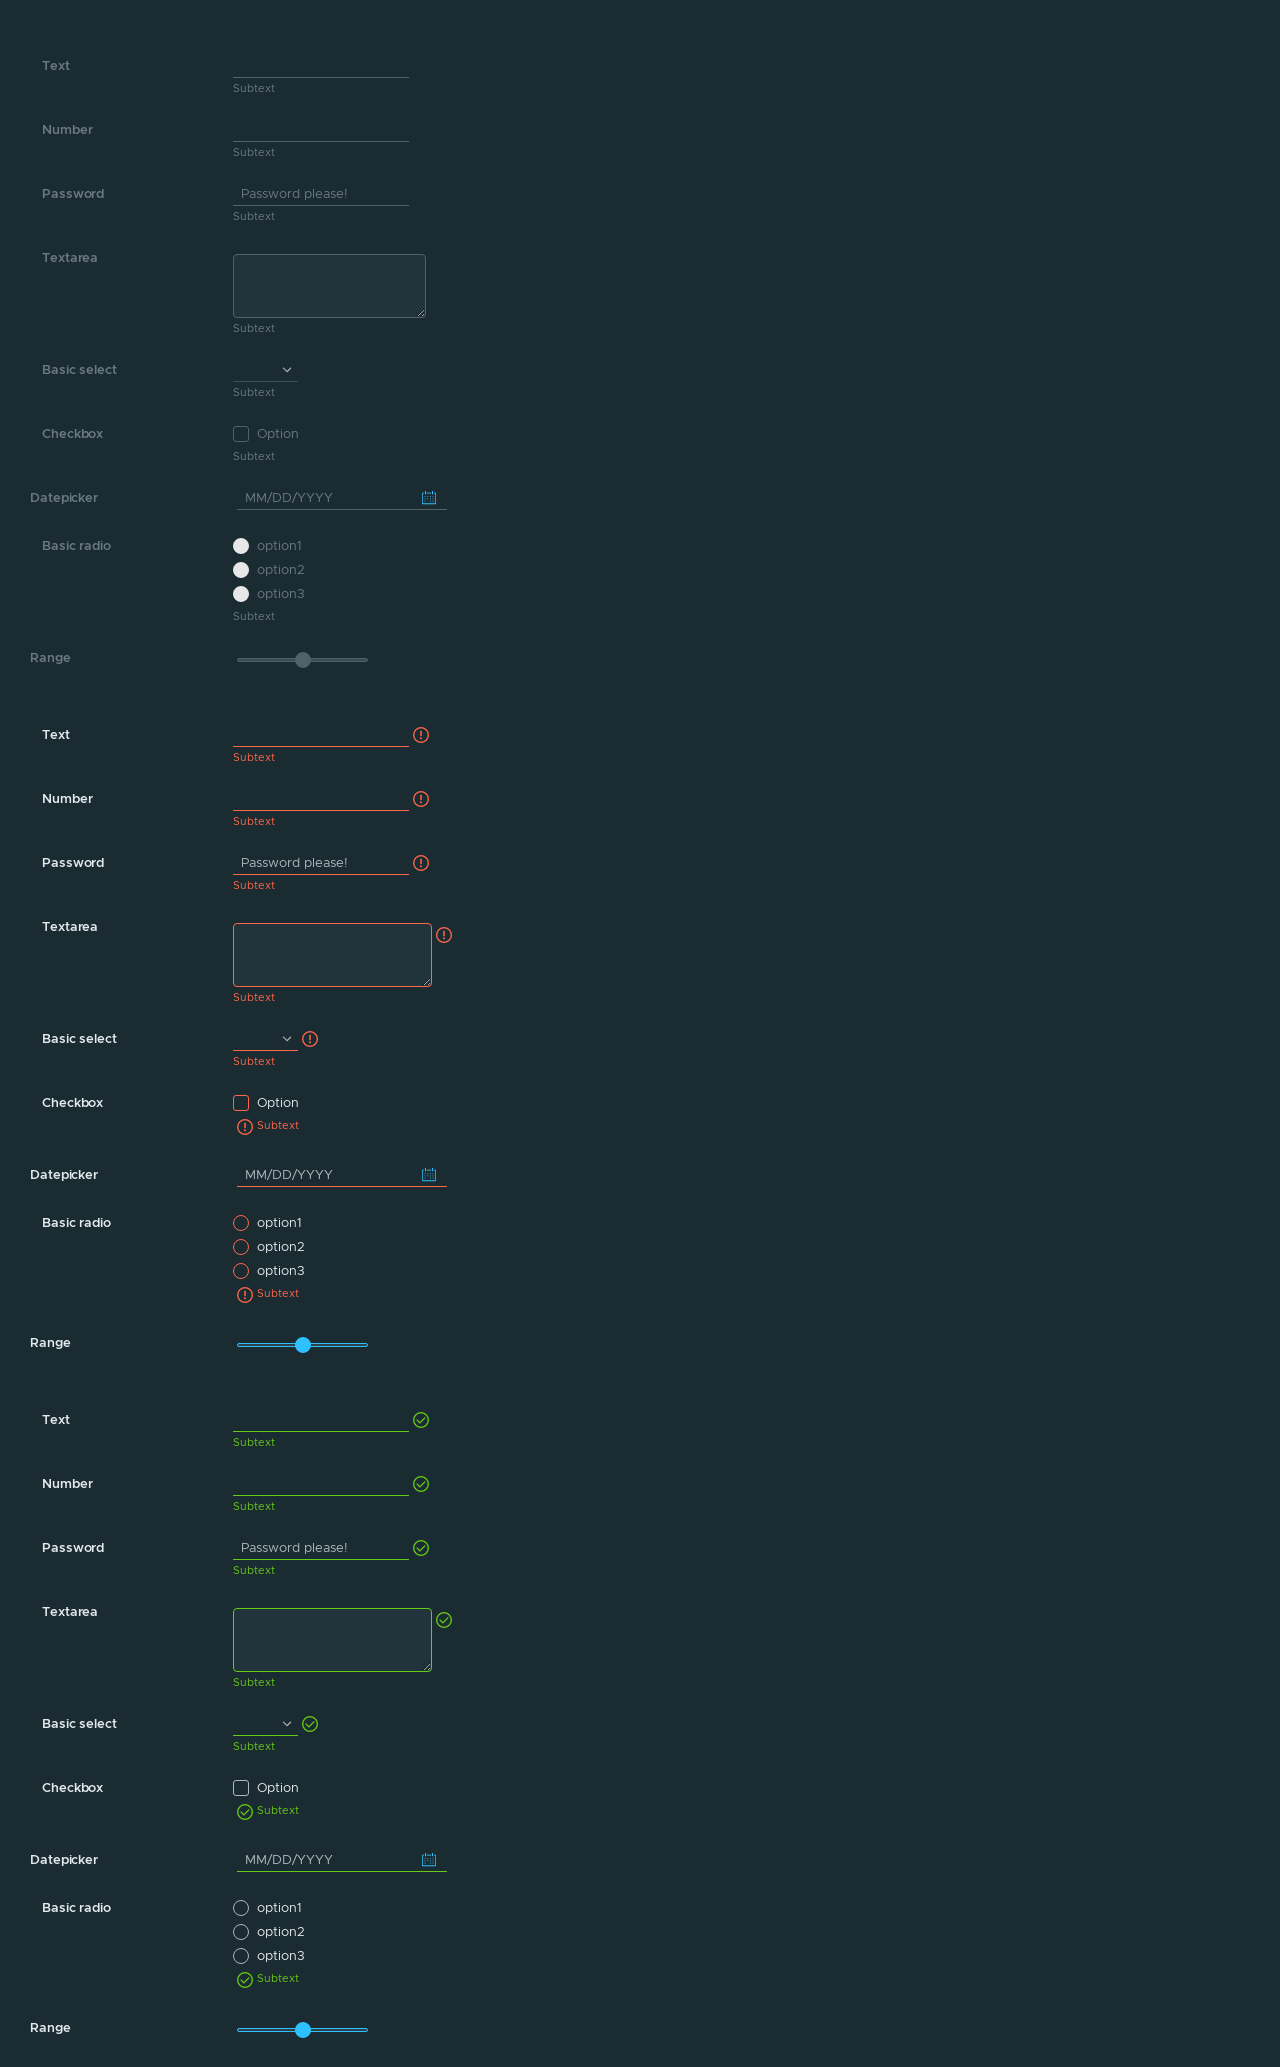 Text
Subtext
Number
Subtext
Password Password please!
Subtext
Textarea
Subtext
Basic select
Subtext
Checkbox Option
Subtext
Datepicker MM/DD/YYYY
Basic radio option1
option2
option3
Subtext
Range
Text
Subtext
Number
Subtext
Password Password please!
Subtext
Textarea
Subtext
Basic select
Subtext
Checkbox Option
Subtext
Datepicker MM/DD/YYYY
Basic radio option1
option2
option3
Subtext
Range
Text
Subtext
Number
Subtext
Password Password please!
Subtext
Textarea
Subtext
Basic select
Subtext
Checkbox Option
Subtext
Datepicker MM/DD/YYYY
Basic radio option1
option2
option3
Subtext
Range